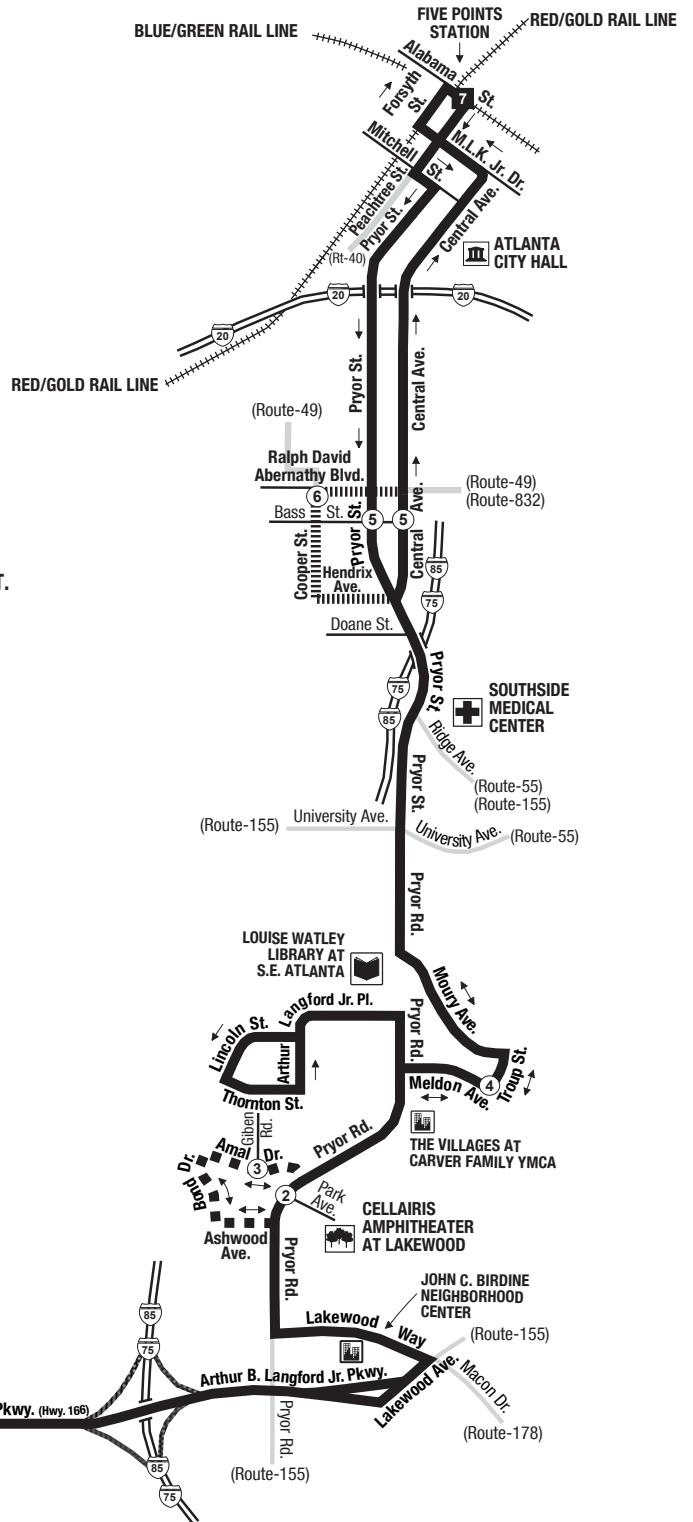 FIVE POINTS
STATION
RED/GOLD RAIL LINE
BLUE/GREEN RAIL LINE
Alabama
St.
7
Forsyth
St.
M.L.K. Jr. Dr.
Mitchell
St.
Peachtree St.
Pryor St.
(Rt-40)
Central Ave.
ATLANTA
CITY HALL
20
20
20
RED/GOLD RAIL LINE
Pryor St.
Central Ave.
(Route-49)
Ralph David
Abernathy Blvd.
(Route-49)
(Route-832)
6
Bass St.
Pryor St.
5
5
Central Ave.
Cooper St.
Hendrix
Ave.
T.
85
75
Doane St.
Pryor St.
75
85
SOUTHSIDE
MEDICAL
CENTER
Ridge Ave.
(Route-55)
(Route-155)
Pryor St.
(Route-155)
University Ave.
University Ave.
(Route-55)
Pryor Rd.
LOUISE WATLEY
LIBRARY AT
S.E. ATLANTA
Moury Ave.
Langford Jr. Pl.
Lincoln St.
Arthur
Thornton St.
Pryor Rd.
Meldon Ave.
4
Troup St.
THE VILLAGES AT
CARVER FAMILY YMCA
Pryor Rd.
Giben
Rd.
Amal Dr.
3
Bond Dr.
2
Park
Ave.
Ashwood
Ave.
CELLAIRIS
AMPHITHEATER
AT LAKEWOOD
Pryor Rd.
JOHN C. BIRDINE
NEIGHBORHOOD
CENTER
Lakewood Way
(Route-155)
85
75
Arthur B. Langford Jr. Pkwy.
Lakewood Ave.
Macon Dr.
(Route-178)
Pkwy. (Hwy. 166)
Pryor Rd.
(Route-155)
85
75